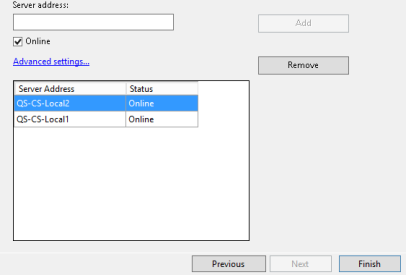 Server address:
Add
Online
Advanced settings...
Remove
Server Address Status
QS-CS-Local2 Online
QS-CS-Local1 Online
Previous Next Finish